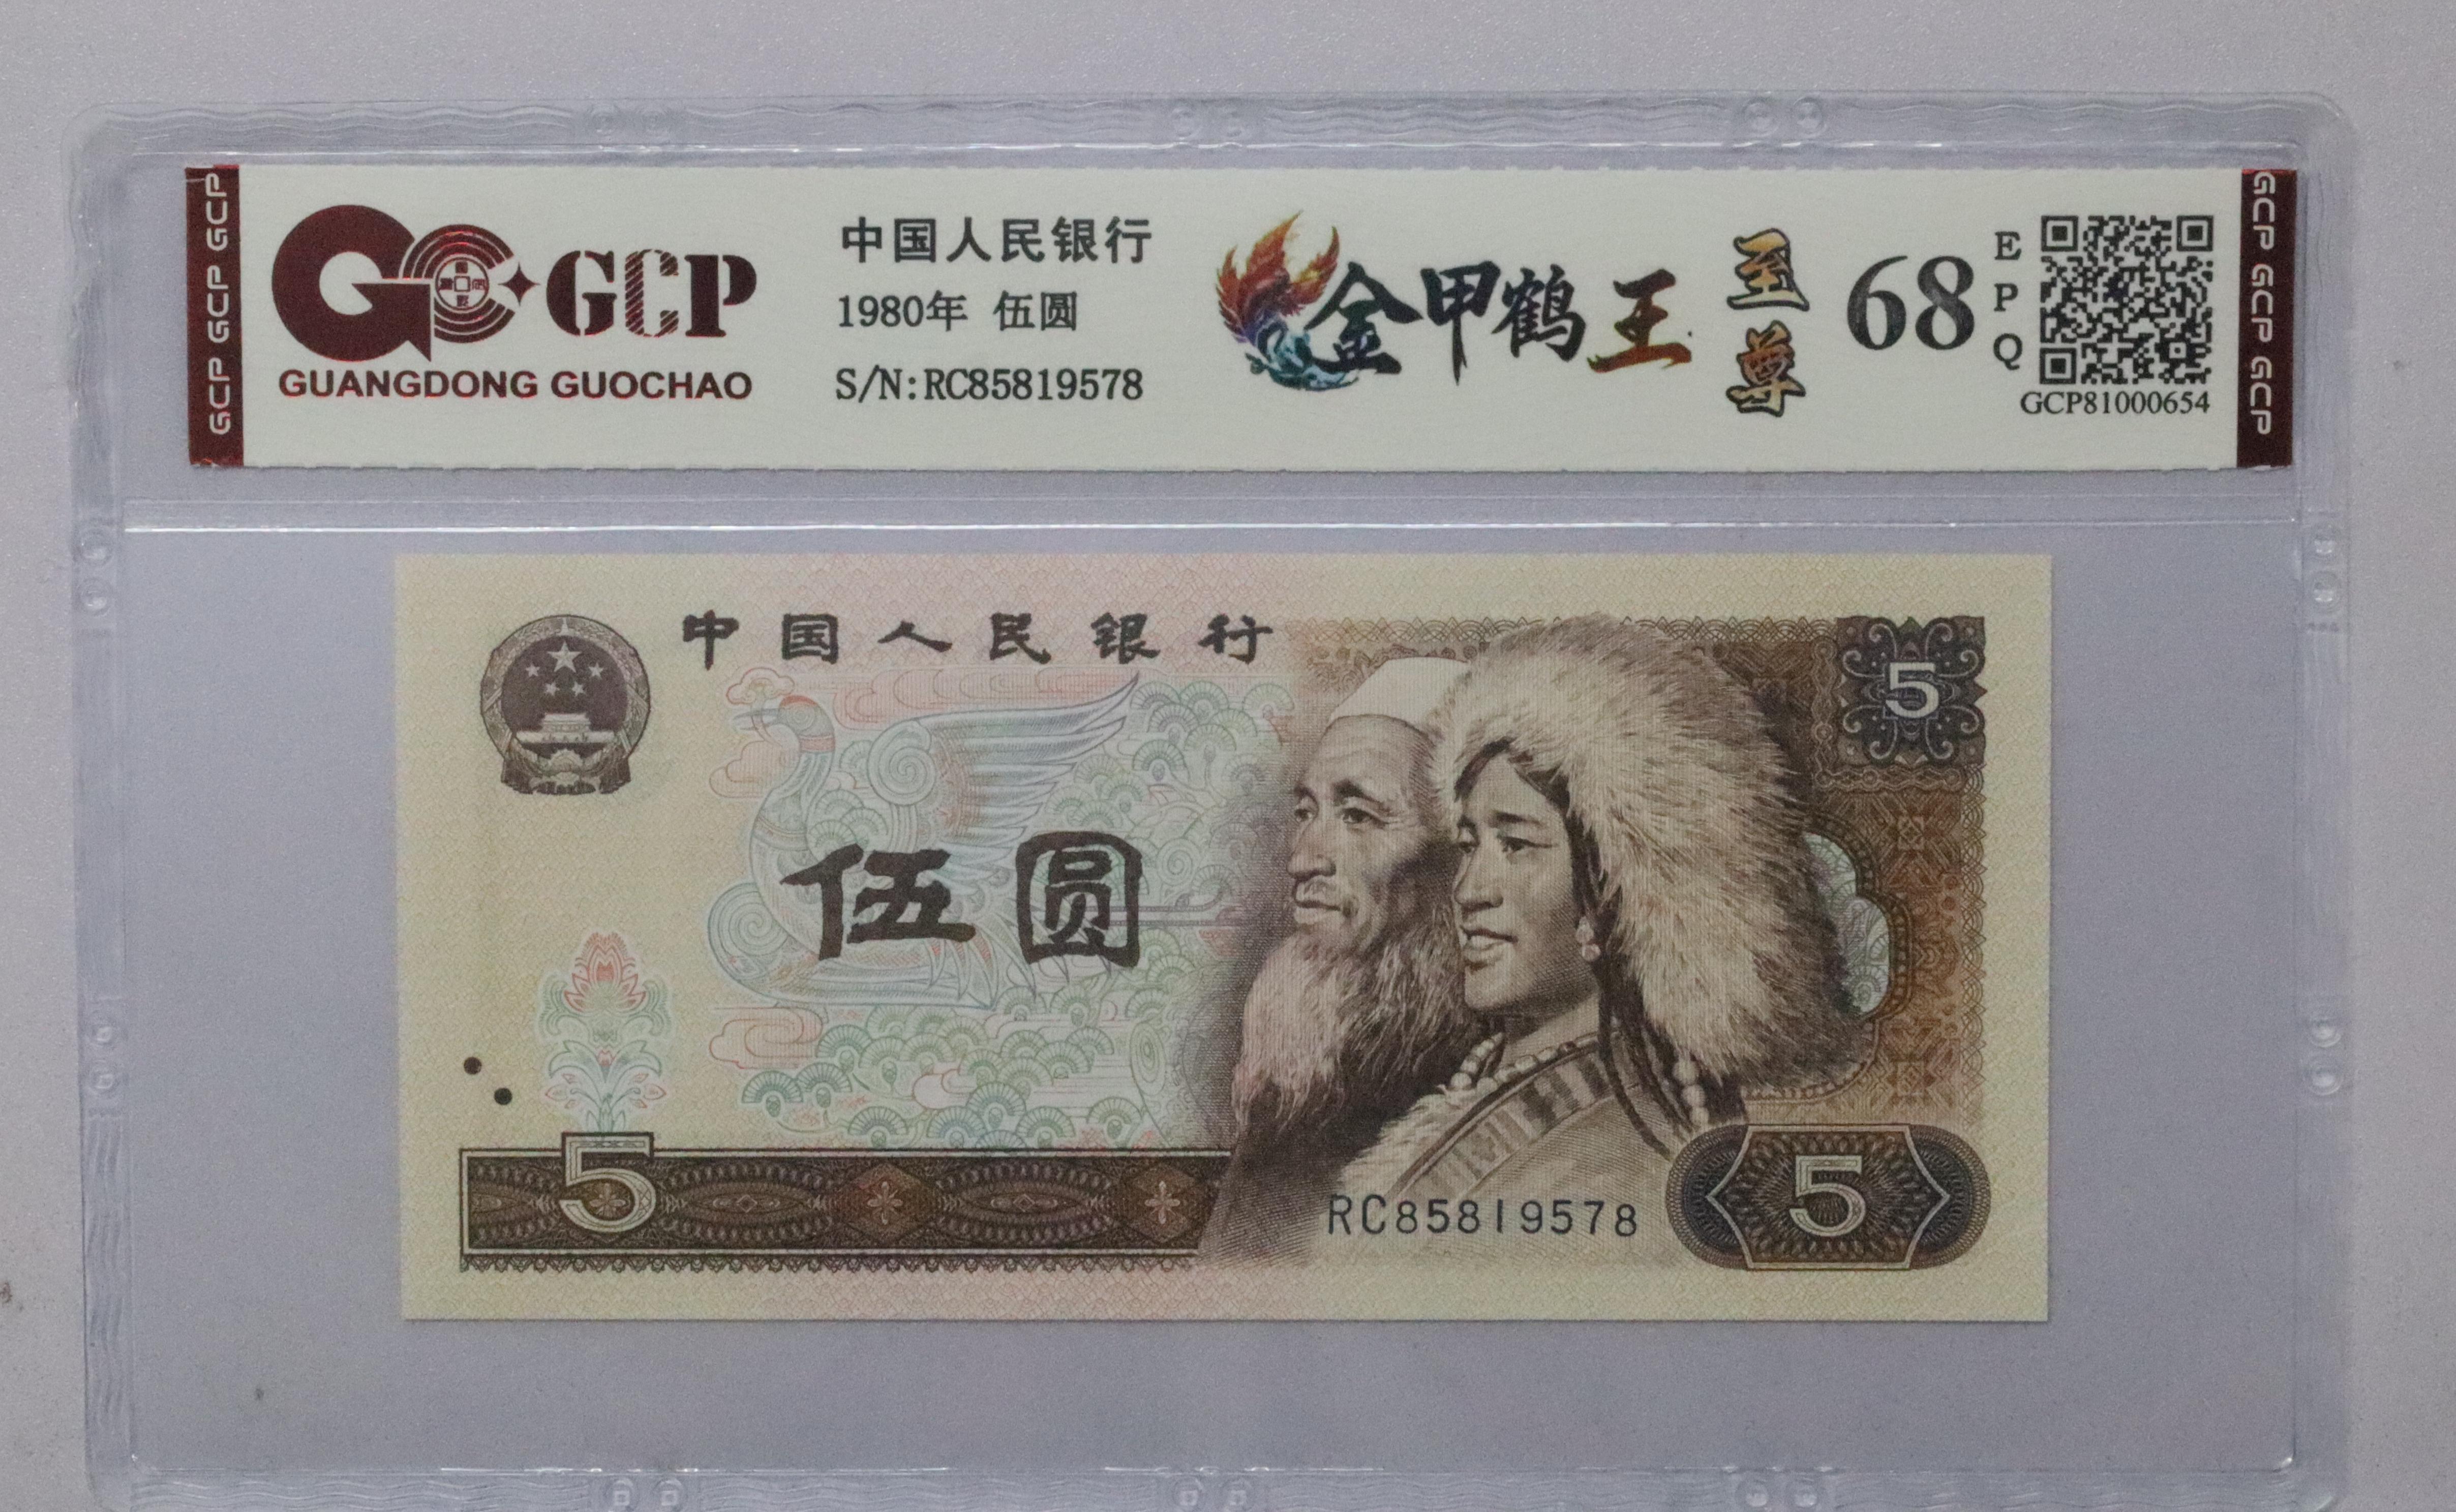 GCP GCP GCP
GCP
GUANGDONG GUOCHAO
中国人民银行
1980年 伍圆
S/N:RC85819578
金甲鹤王
至尊
68
EPQ
GCP81000654
GCP GCP GCP
中国人民银行
5
伍圆
5
RC85819578
5